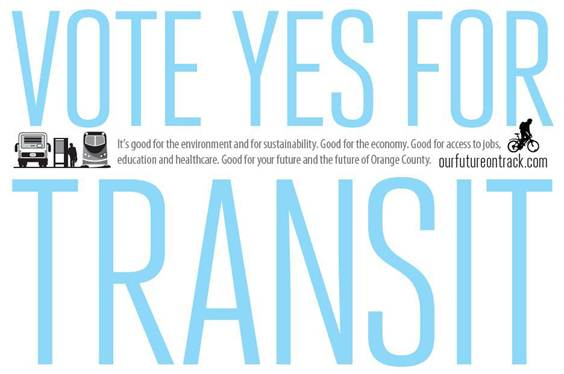 VOTE YES FOR
It's good for the environment and for sustainability. Good for the economy. Good for access to jobs,
education and healthcare. Good for your future and the future of Orange County. ourfutureontrack.com
TRANSIT